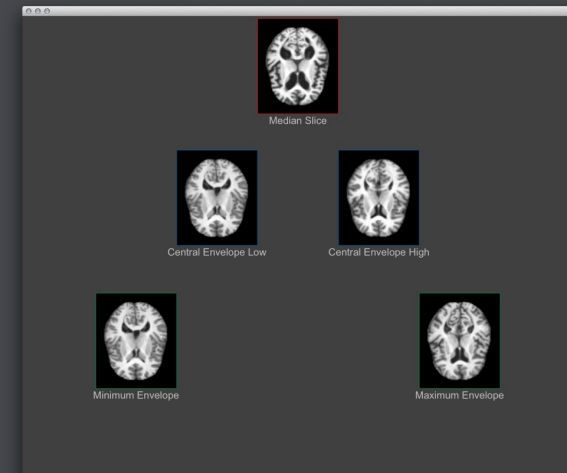 Median Slice
Central Envelope Low
Central Envelope High
Minimum Envelope
Maximum Envelope